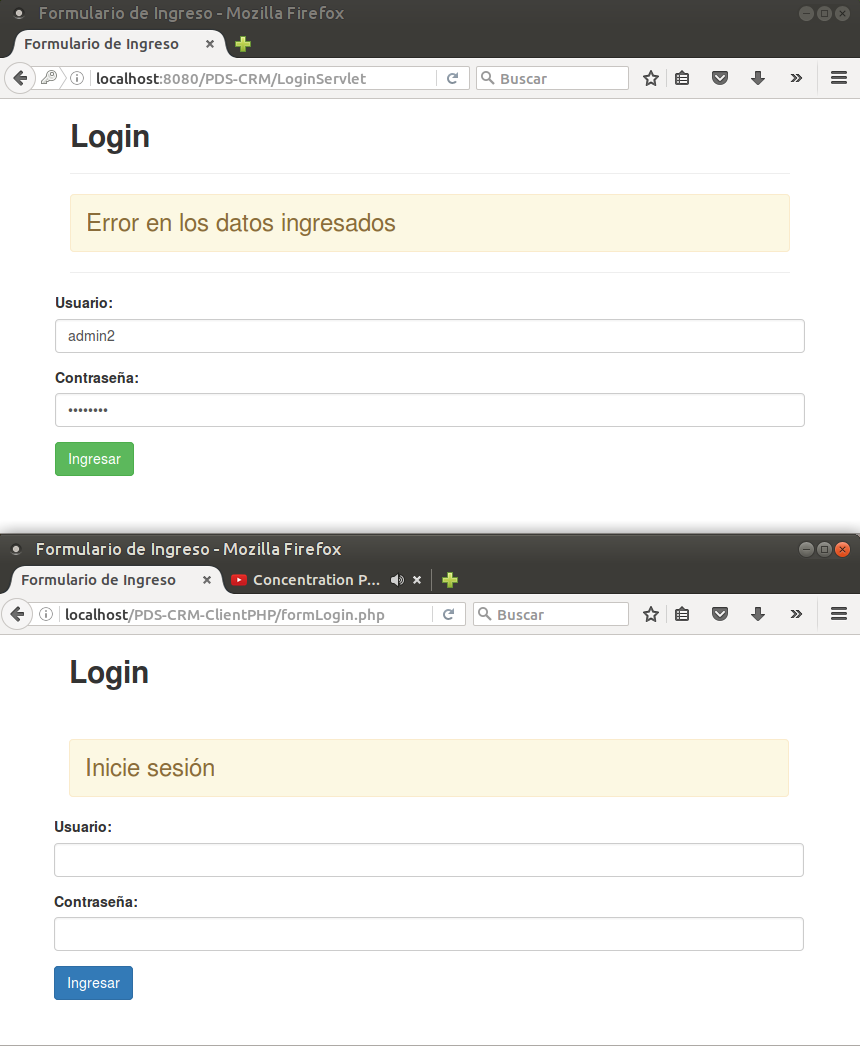 Formulario de Ingreso - Mozilla Firefox
Formulario de Ingreso
localhost:8080/PDS-CRM/LoginServlet
Buscar
Login
Error en los datos ingresados
Usuario:
admin2
Contraseña:
••••••••
Ingresar
Formulario de Ingreso - Mozilla Firefox
Formulario de Ingreso
Concentration P...
localhost/PDS-CRM-ClientPHP/formLogin.php
Buscar
Login
Inicie sesión
Usuario:
Contraseña:
Ingresar